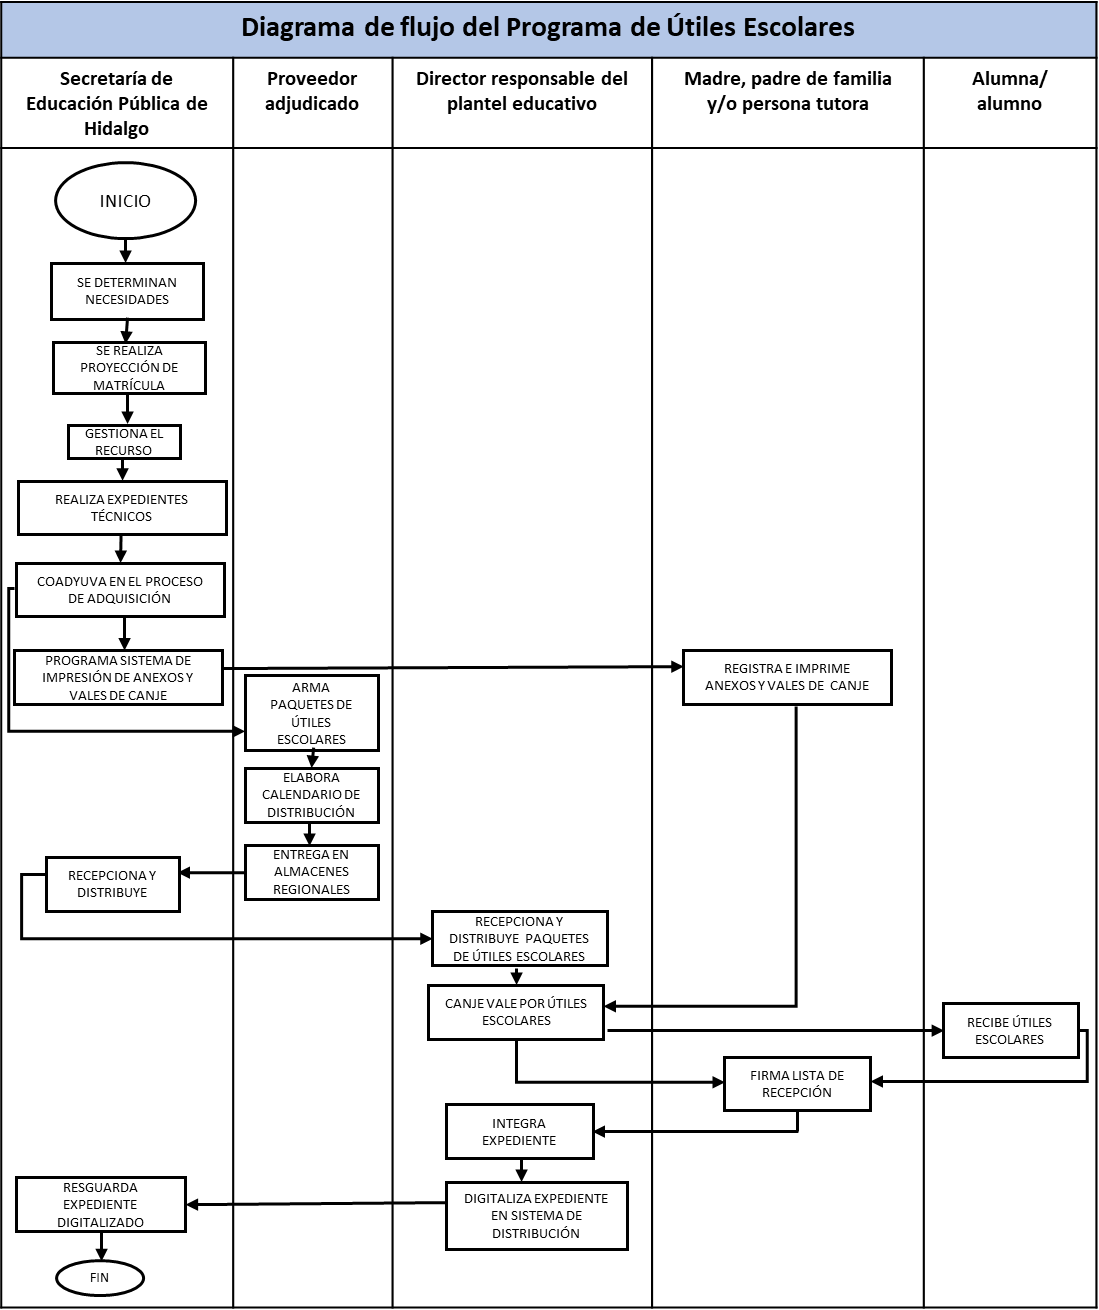 Diagrama de flujo del Programa de Útiles Escolares
Secretaría de
Educación Pública de
Hidalgo
Proveedor
adjudicado
Director responsable del
plantel educativo
Madre, padre de familia
y/o persona tutora
Alumna/
alumno
INICIO
SE DETERMINAN
NECESIDADES
SE REALIZA
PROYECCIÓN DE
MATRÍCULA
GESTIONA EL
RECURSO
REALIZA EXPEDIENTES
TÉCNICOS
COADYUVA EN EL PROCESO
DE ADQUISICIÓN
PROGRAMA SISTEMA DE
IMPRESIÓN DE ANEXOS Y
VALES DE CANJE
REGISTRA E IMPRIME
ANEXOS Y VALES DE CANJE
ARMA
PAQUETES DE
ÚTILES
ESCOLARES
ELABORA
CALENDARIO DE
DISTRIBUCIÓN
ENTREGA EN
ALMACENES
REGIONALES
RECEPCIONA Y
DISTRIBUYE
RECEPCIONA Y
DISTRIBUYE PAQUETES
DE ÚTILES ESCOLARES
CANJE VALE POR ÚTILES
ESCOLARES
RECIBE ÚTILES
ESCOLARES
FIRMA LISTA DE
RECEPCIÓN
INTEGRA
EXPEDIENTE
DIGITALIZA EXPEDIENTE
EN SISTEMA DE
DISTRIBUCIÓN
RESGUARDA
EXPEDIENTE
DIGITALIZADO
FIN